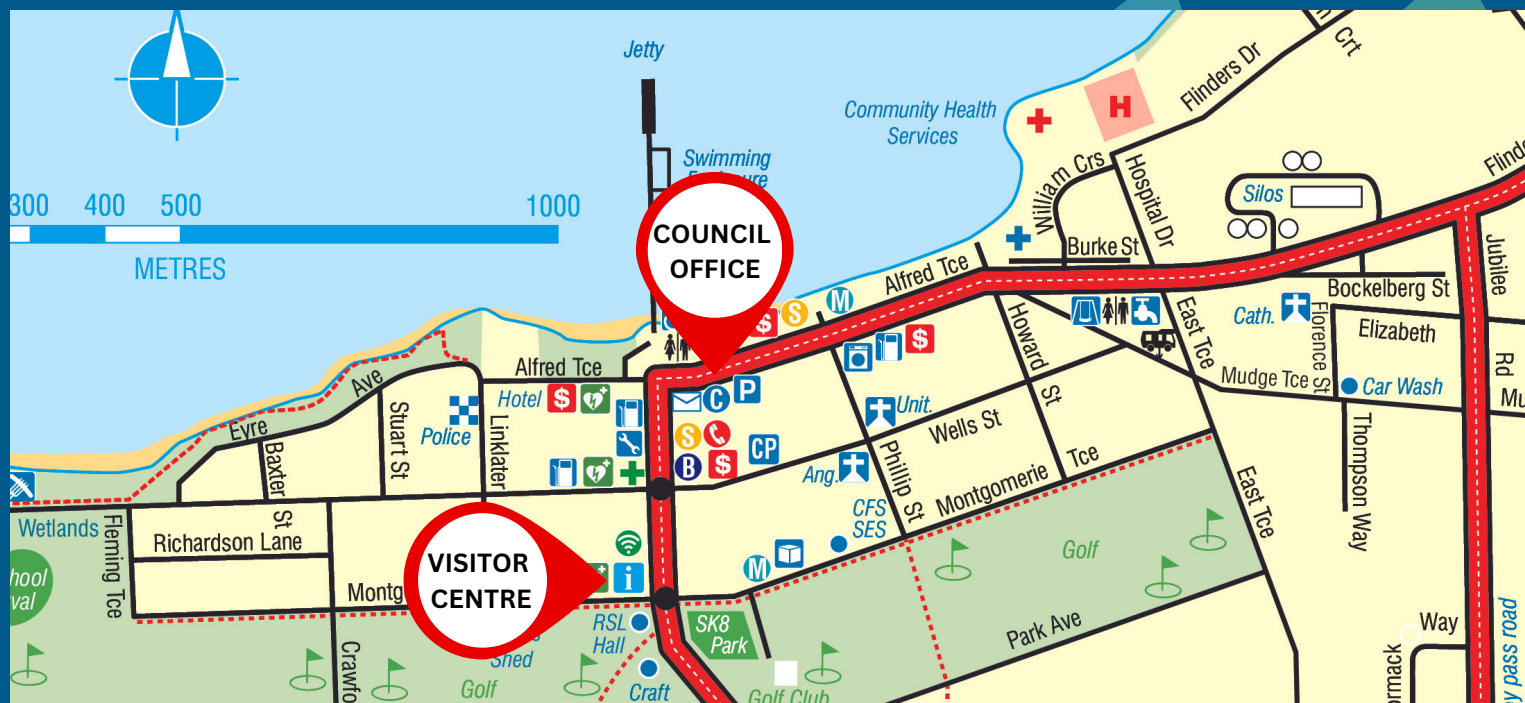 Jetty
Swimming
Community Health
Services
H
Flinders Dr
Crt
William Crs
Hospital Dr
Burke St
Silos
300 400 500 1000
METRES
COUNCIL
OFFICE
S
M
$
Alfred Tce
Bockelberg St
Jubilee
Rd
Cath.
Florence St
Elizabeth
East Tce
Howard
St
Mudge Tce
Car Wash
Alfred Tce
Hotel
$
C
P
S
CP
B
$
$
Unit.
Wells St
Phillip St
Ang.
CFS
SES
Montgomerie Tce
East Tce
Thompson Way
Eyre Ave
Baxter
St
Stuart St
Police
Linklater
Wetlands
Fleming Tce
Richardson Lane
VISITOR
CENTRE
i
M
RSL
Hall
Shed
SK8
Park
Craft
Golf Club
Golf
Golf
Park Ave
Way